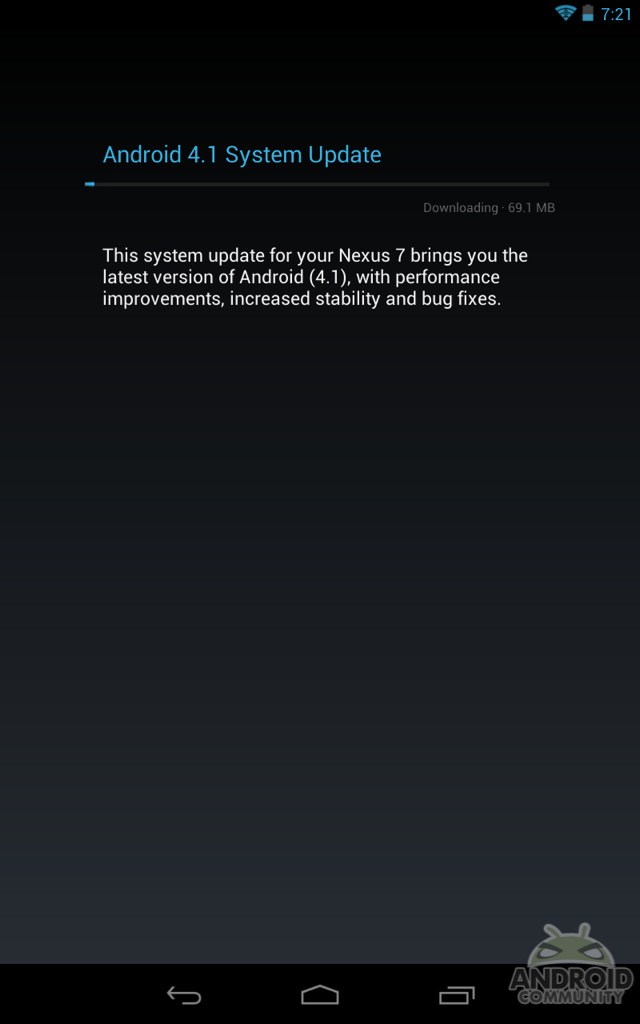 7:21
Android 4.1 System Update
Downloading · 69.1 MB
This system update for your Nexus 7 brings you the
latest version of Android (4.1), with performance
improvements, increased stability and bug fixes.
ANDROID
COMMUNITY